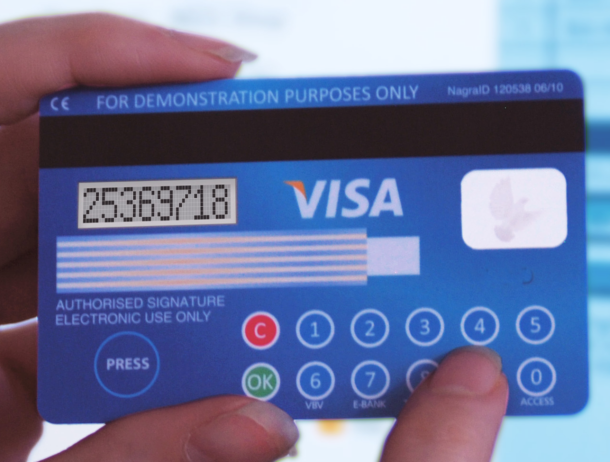 CE FOR DEMONSTRATION PURPOSES ONLY NagraID 120538 06/10
25369718 VISA
AUTHORISED SIGNATURE
ELECTRONIC USE ONLY
C 1 2 3 4 5
PRESS
OK 6 7 8 0
VBV E-BANK ACCESS